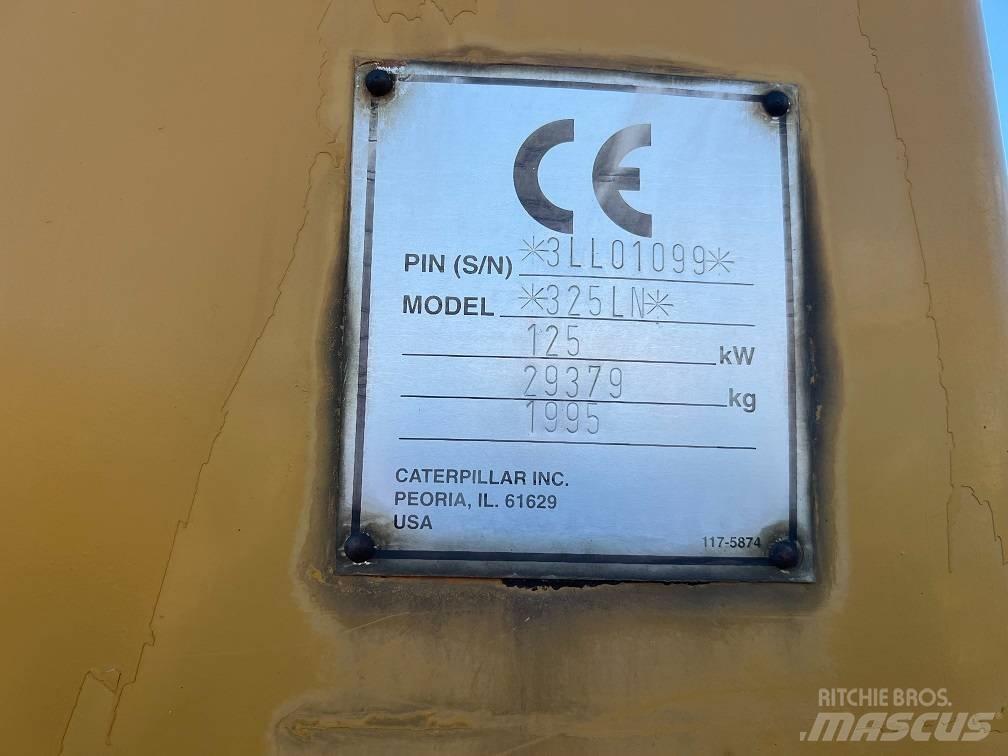 CE
PIN (S/N) *3LL01099*
MODEL *325LN*
125 kW
29379 kg
1995
CATERPILLAR INC.
PEORIA, IL. 61629
USA
117-5874
RITCHIE BROS.
MASCUS